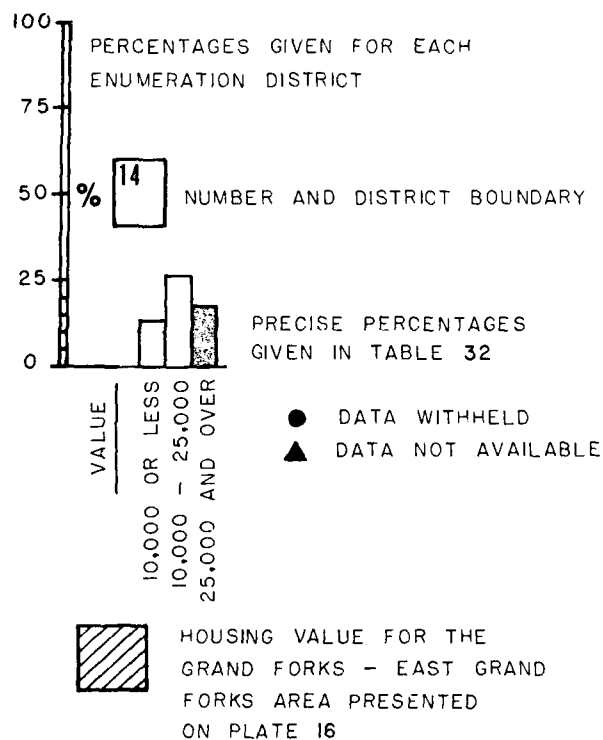 100
PERCENTAGES GIVEN FOR EACH
ENUMERATION DISTRICT
75
14
50
%
NUMBER AND DISTRICT BOUNDARY
25
PRECISE PERCENTAGES
GIVEN IN TABLE 32
0
VALUE
10,000 OR LESS
10,000 - 25,000
25,000 AND OVER
DATA WITHHELD
DATA NOT AVAILABLE
HOUSING VALUE FOR THE
GRAND FORKS - EAST GRAND
FORKS AREA PRESENTED
ON PLATE 16